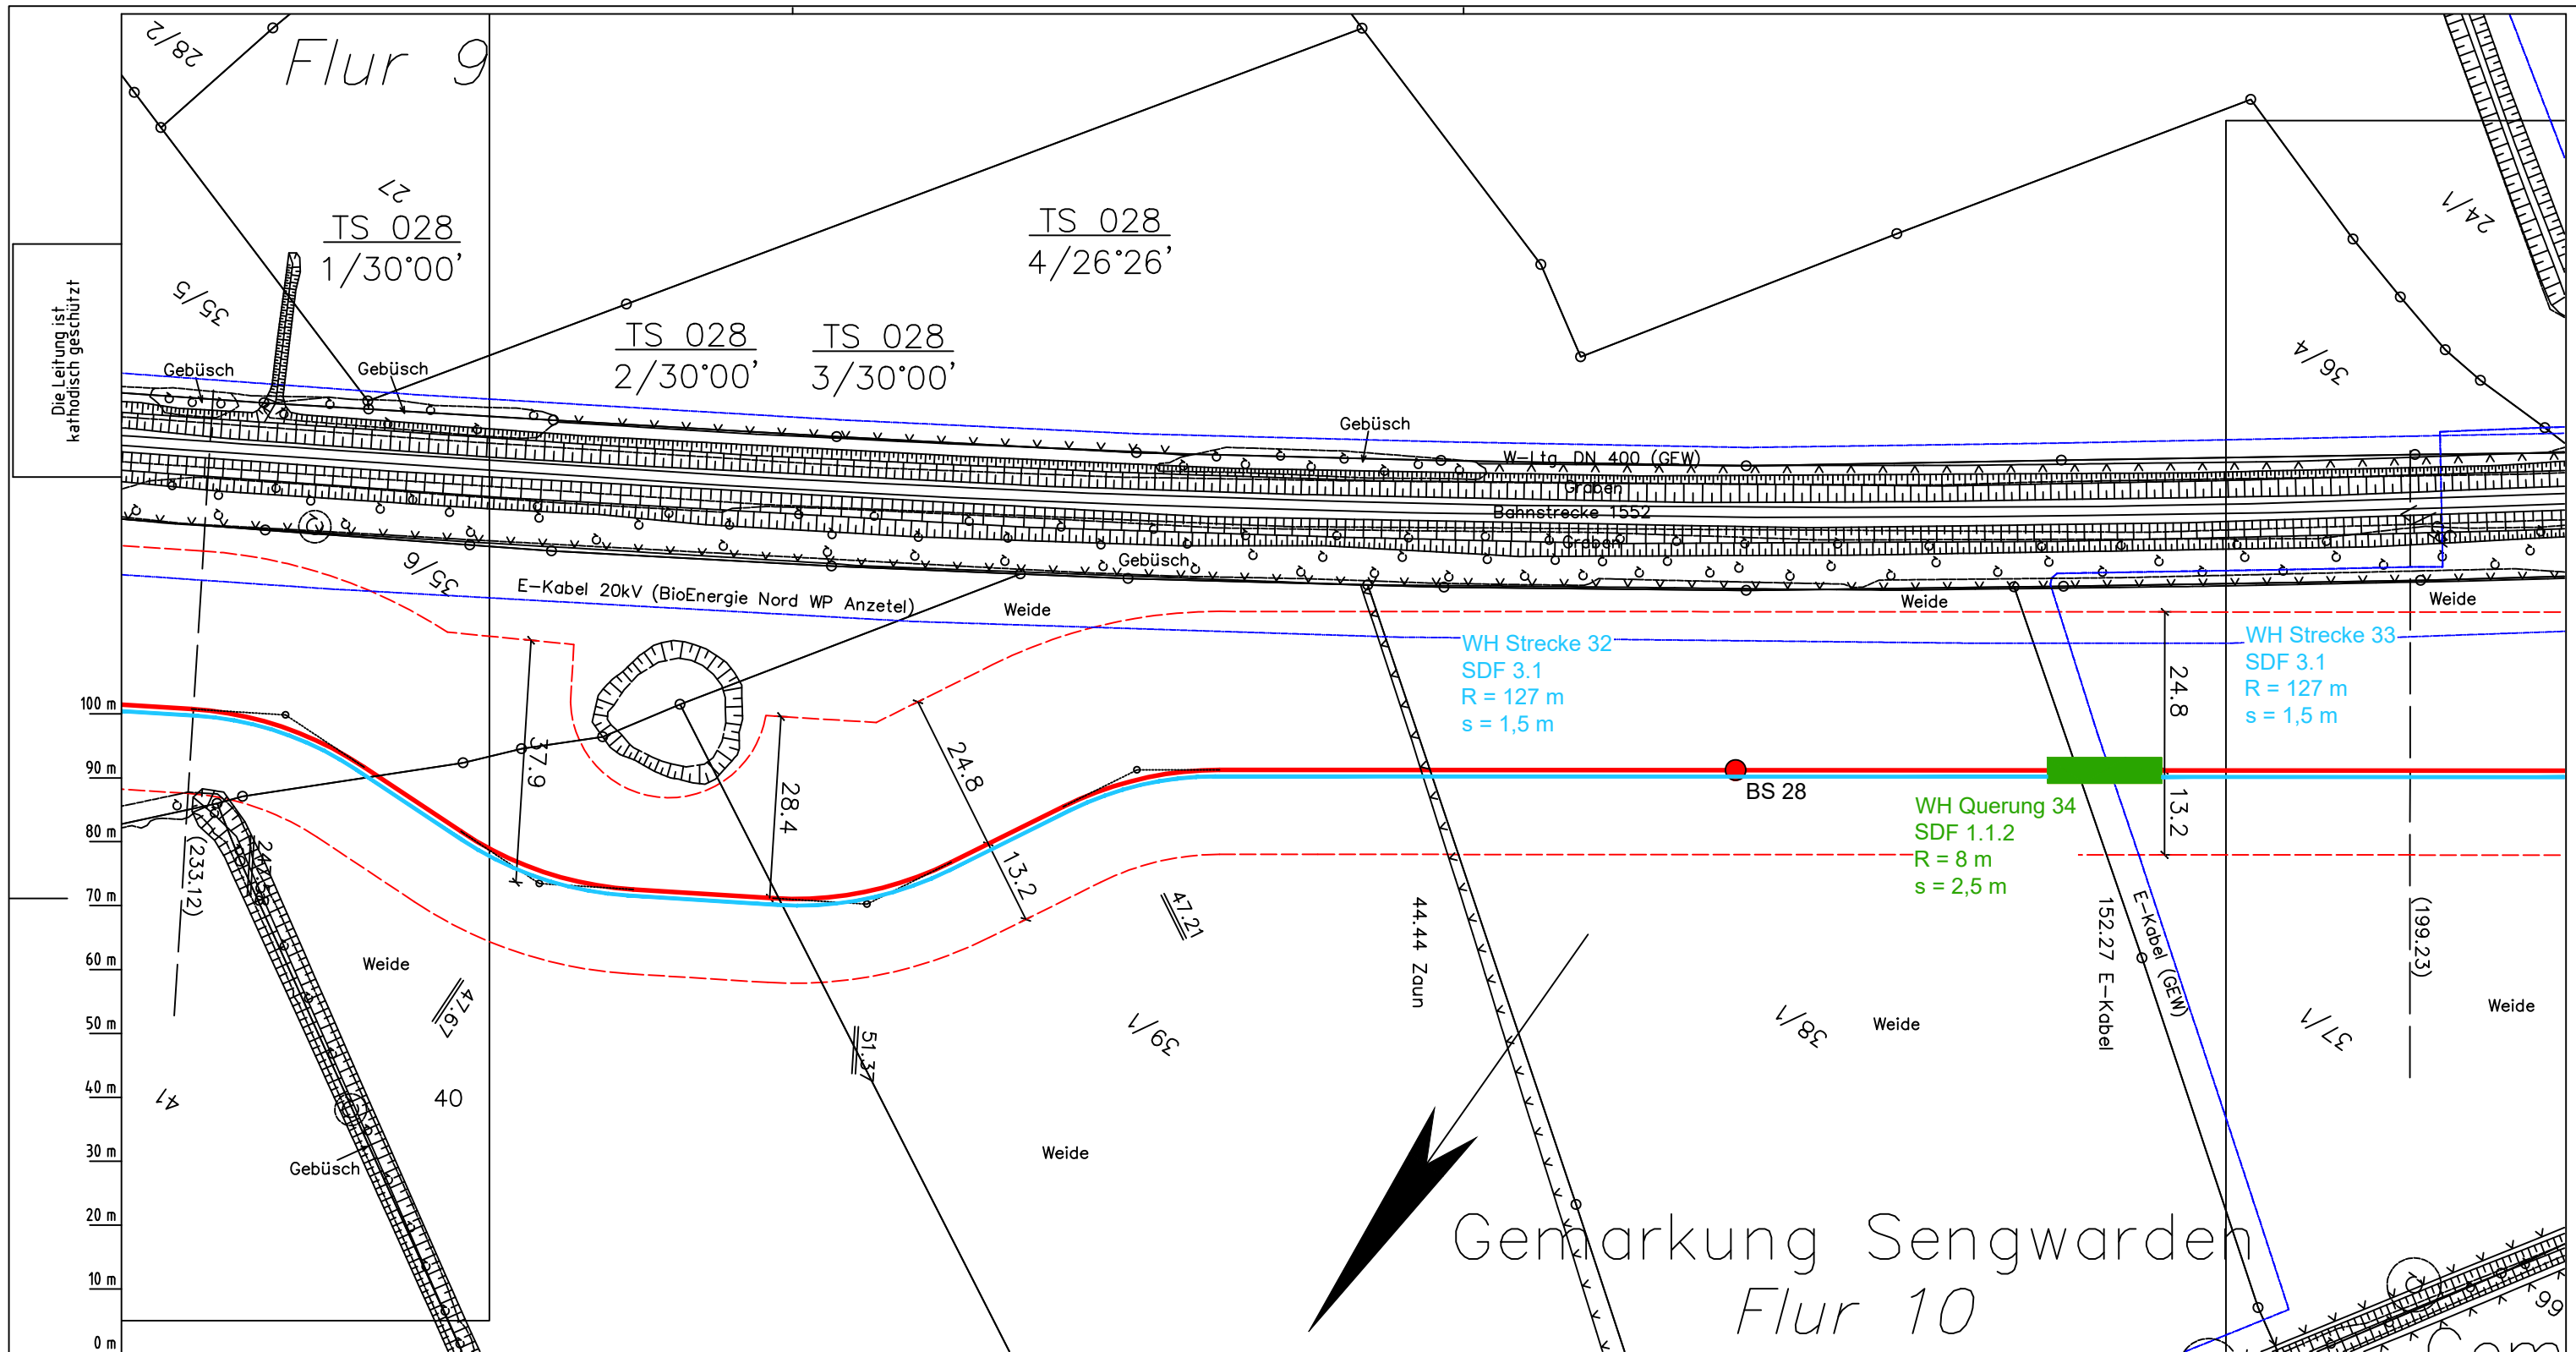 28/2
Flur 9
27
TS 028
1/30°00'
TS 028
4/26°26'
24/1
35/5
Die Leitung ist
kathodisch geschützt
TS 028
2/30°00'
TS 028
3/30°00'
36/4
Gebüsch
Gebüsch
Gebüsch
W-Ltg. DN 400 (GEW)
Graben
Bahnstrecke 1552
Graben
Gebüsch
35/6
E-Kabel 20kV (BioEnergie Nord WP Anzetel)
Weide
Weide
Weide
WH Strecke 32
SDF 3.1
R = 127 m
s = 1,5 m
WH Strecke 33
SDF 3.1
R = 127 m
s = 1,5 m
24.8
100 m
90 m
80 m
70 m
60 m
50 m
40 m
30 m
20 m
10 m
0 m
37.9
28.4
24.8
13.2
BS 28
13.2
WH Querung 34
SDF 1.1.2
R = 8 m
s = 2,5 m
(233.12)
47.21
44.44 Zaun
152.27 E-Kabel
E-Kabel (GEW)
(199.23)
Weide
47.67
51.37
39/1
38/1
Weide
37/1
Weide
41
40
Gebüsch
Weide
Gemarkung Sengwarden
Flur 10
99